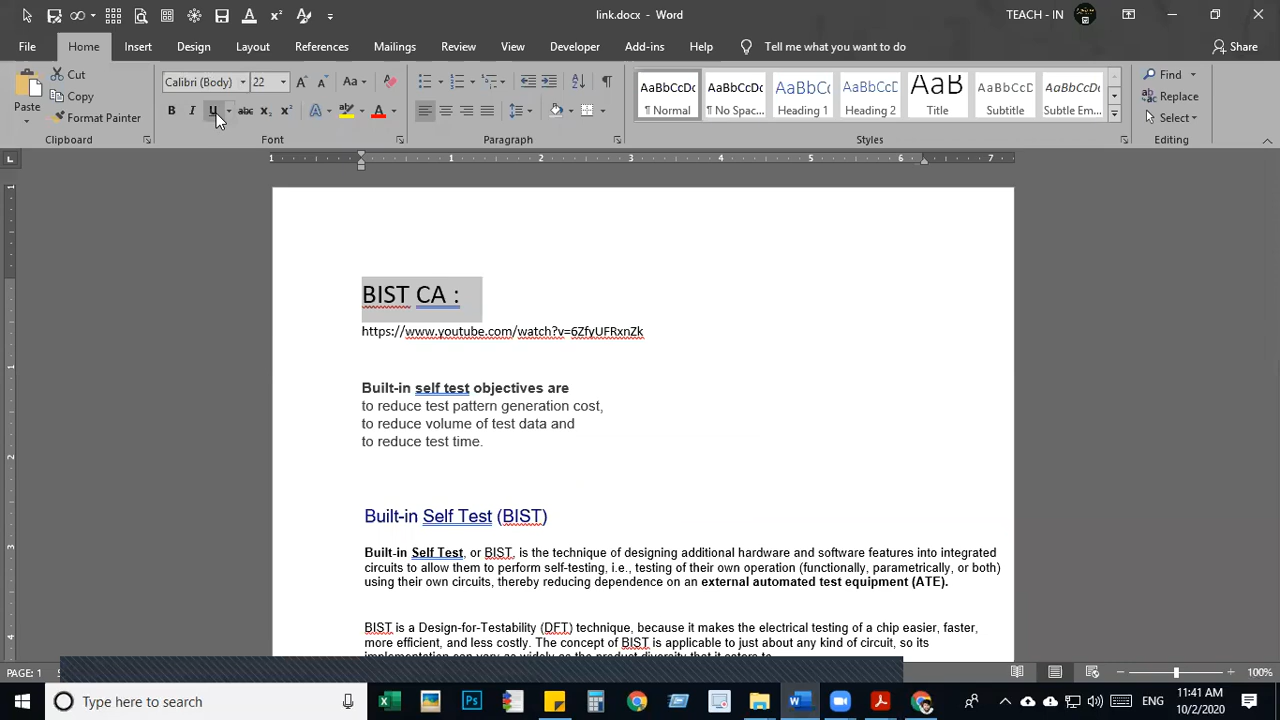 link.docx - Word
TEACH - IN
File Home Insert Design Layout References Mailings Review View Developer Add-ins Help Tell me what you want to do Share
Paste
Cut
Copy
Format Painter
Clipboard
Calibri (Body) 22
Font
Paragraph
AaBbCcDc AaBbCcDc AaBbCc AaBbCcC AaB AaBbCcC AaBbCcDc
¶ Normal ¶ No Spac... Heading 1 Heading 2 Title Subtitle Subtle Em...
Styles
Find
Replace
Select
Editing
1 1 2 3 4 5 6 7
BIST CA :
https://www.youtube.com/watch?v=6ZfyUFRxnZk
Built-in self test objectives are
to reduce test pattern generation cost,
to reduce volume of test data and
to reduce test time.
Built-in Self Test (BIST)
Built-in Self Test, or BIST, is the technique of designing additional hardware and software features into integrated
circuits to allow them to perform self-testing, i.e., testing of their own operation (functionally, parametrically, or both)
using their own circuits, thereby reducing dependence on an external automated test equipment (ATE).
BIST is a Design-for-Testability (DFT) technique, because it makes the electrical testing of a chip easier, faster,
more efficient, and less costly. The concept of BIST is applicable to just about any kind of circuit, so its
implementation can vary as widely as the product diversity that it caters to.
PAGE: 1
100%
Type here to search
ENG
11:41 AM
10/2/2020